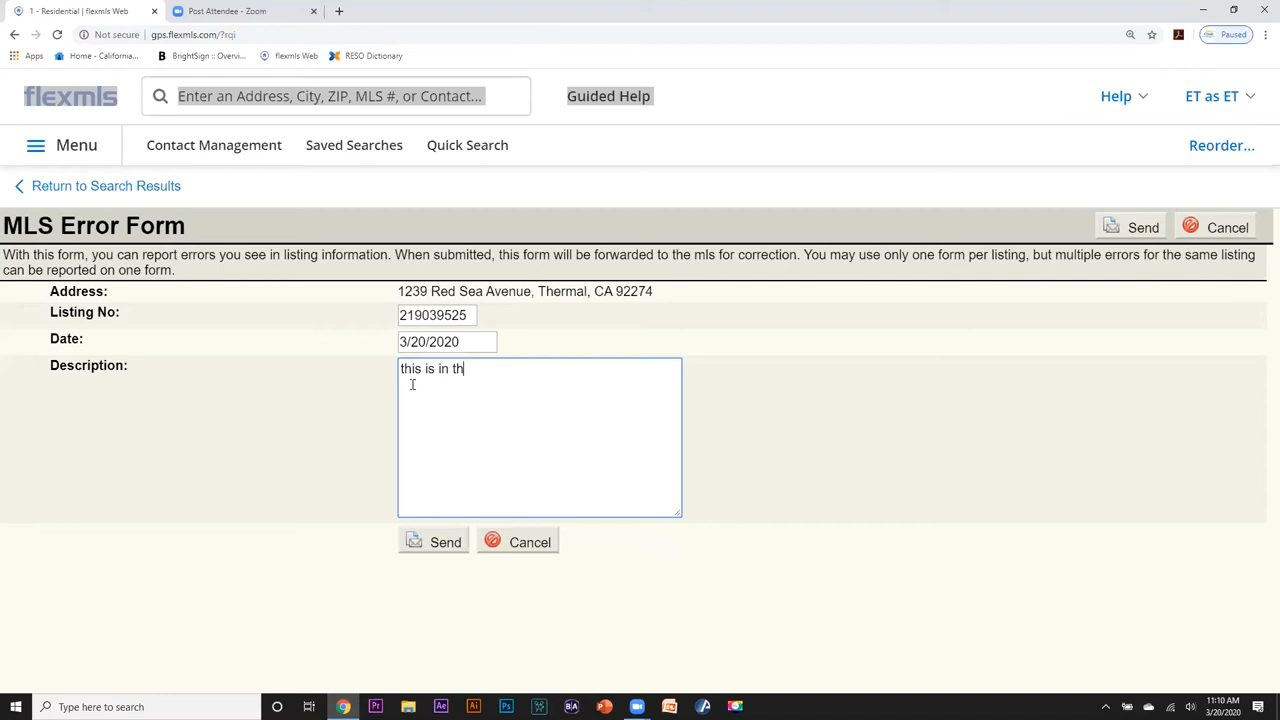 1 - Residential | flexmls Web
Post Attendee - Zoom
Not secure | gps.flexmls.com/?rqi
Paused
Apps
Home - California...
BrightSign :: Overvi...
flexmls Web
RESO Dictionary
flexmls
Enter an Address, City, ZIP, MLS #, or Contact...
Guided Help
Help
ET as ET
Menu
Contact Management
Saved Searches
Quick Search
Reorder...
Return to Search Results
MLS Error Form
Send
Cancel
With this form, you can report errors you see in listing information. When submitted, this form will be forwarded to the mls for correction. You may use only one form per listing, but multiple errors for the same listing
can be reported on one form.
Address: 1239 Red Sea Avenue, Thermal, CA 92274
Listing No: 219039525
Date: 3/20/2020
Description: this is in th
Send
Cancel
Type here to search
Pr
Ae
Ai
Ps
B|A
11:10 AM
3/20/2020